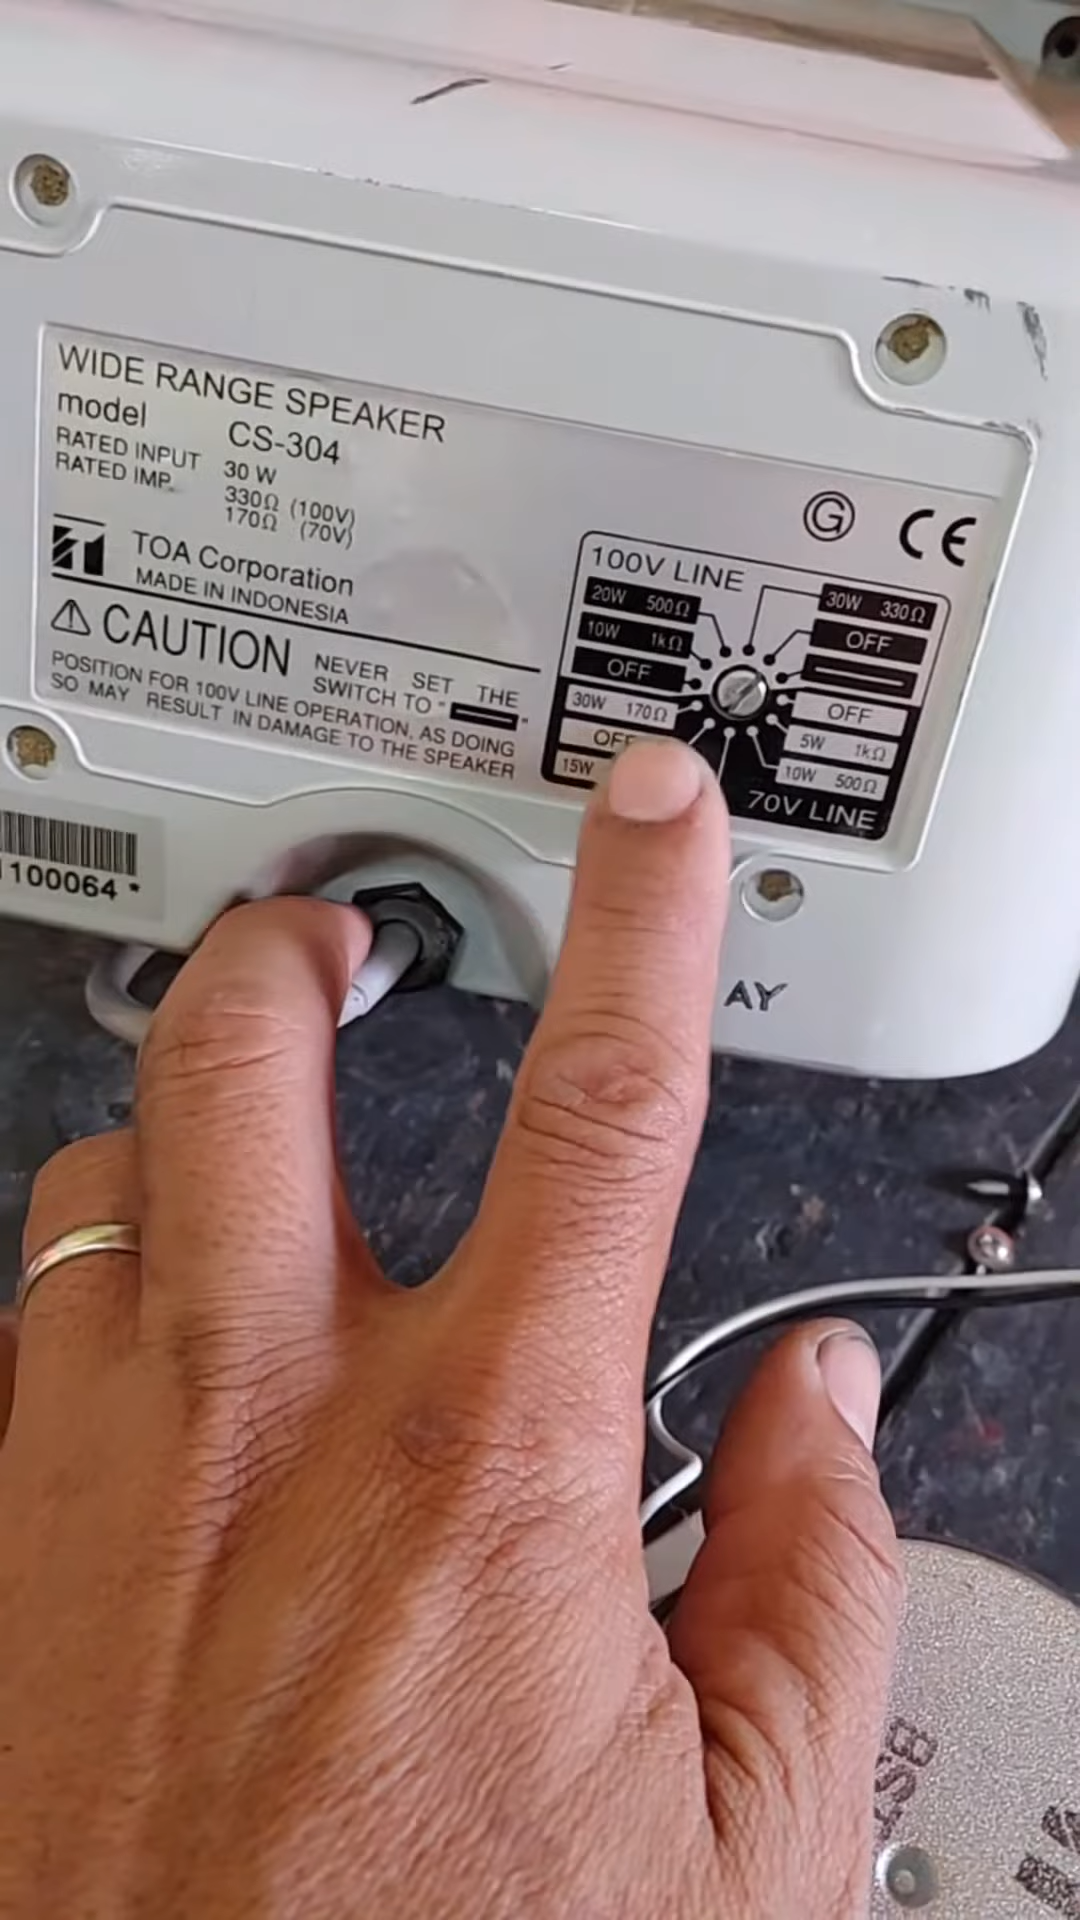 WIDE RANGE SPEAKER
model CS-304
RATED INPUT 30 W
RATED IMP. 330Ω (100V)
170Ω (70V)
TOA Corporation
MADE IN INDONESIA
CAUTION NEVER SET THE
SWITCH TO " "
POSITION FOR 100V LINE OPERATION, AS DOING
SO MAY RESULT IN DAMAGE TO THE SPEAKER
G CE
100V LINE
20W 500Ω
10W 1kΩ
OFF
30W 170Ω
OFF
15W
30W 330Ω
OFF
OFF
5W 1kΩ
10W 500Ω
70V LINE
100064 *
AY